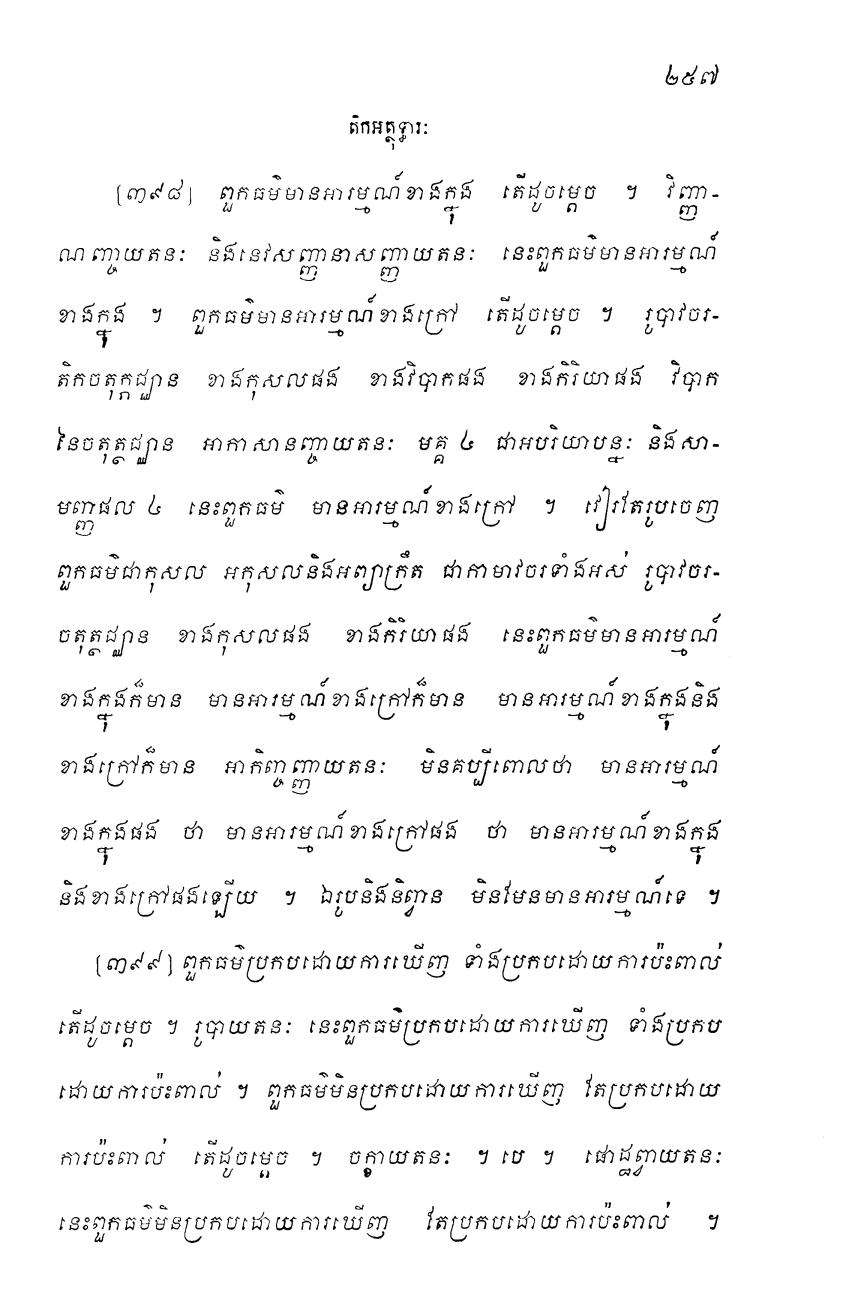 ២៥៧
តិកអត្ថុទ្ធារៈ
[៣៩៨] ពួកធម៌មានអារម្មណ៍ខាងក្នុង តើដូចម្តេច ។ វិញ្ញា-
ណញ្ចាយតនៈ និងនេវសញ្ញានាសញ្ញាយតនៈ នេះពួកធម៌មានអារម្មណ៍
ខាងក្នុង ។ ពួកធម៌មានអារម្មណ៍ខាងក្រៅ តើដូចម្តេច ។ រូបាវចរ-
តិកចតុក្កជ្ឈាន ខាងកុសលផង ខាងវិបាកផង ខាងកិរិយាផង វិបាក
នៃចតុត្ថជ្ឈាន អាកាសានញ្ចាយតនៈ មគ្គ ៤ ជាអបរិយាបន្នៈ និងសា-
មញ្ញផល ៤ នេះពួកធម៌ មានអារម្មណ៍ខាងក្រៅ ។ វៀរតែរូបចេញ
ពួកធម៌ជាកុសល អកុសលនិងអព្យាក្រឹត ជាកាមាវចរទាំងអស់ រូបាវចរ-
ចតុត្ថជ្ឈាន ខាងកុសលផង ខាងកិរិយាផង នេះពួកធម៌មានអារម្មណ៍
ខាងក្នុងក៏មាន មានអារម្មណ៍ខាងក្រៅក៏មាន មានអារម្មណ៍ខាងក្នុងនិង
ខាងក្រៅក៏មាន អាកិញ្ចញ្ញាយតនៈ មិនគប្បីពោលថា មានអារម្មណ៍
ខាងក្នុងផង ថា មានអារម្មណ៍ខាងក្រៅផង ថា មានអារម្មណ៍ខាងក្នុង
និងខាងក្រៅផងឡើយ ។ ឯរូបនិងនិព្វាន មិនមែនមានអារម្មណ៍ទេ ។
[៣៩៩] ពួកធម៌ប្រកបដោយការឃើញ ទាំងប្រកបដោយការប៉ះពាល់
តើដូចម្តេច ។ រូបាយតនៈ នេះពួកធម៌ប្រកបដោយការឃើញ ទាំងប្រកប
ដោយការប៉ះពាល់ ។ ពួកធម៌មិនប្រកបដោយការឃើញ តែប្រកបដោយ
ការប៉ះពាល់ តើដូចម្តេច ។ ចក្ខាយតនៈ ។ បេ ។ ផោដ្ឋព្វាយតនៈ
នេះពួកធម៌មិនប្រកបដោយការឃើញ តែប្រកបដោយការប៉ះពាល់ ។